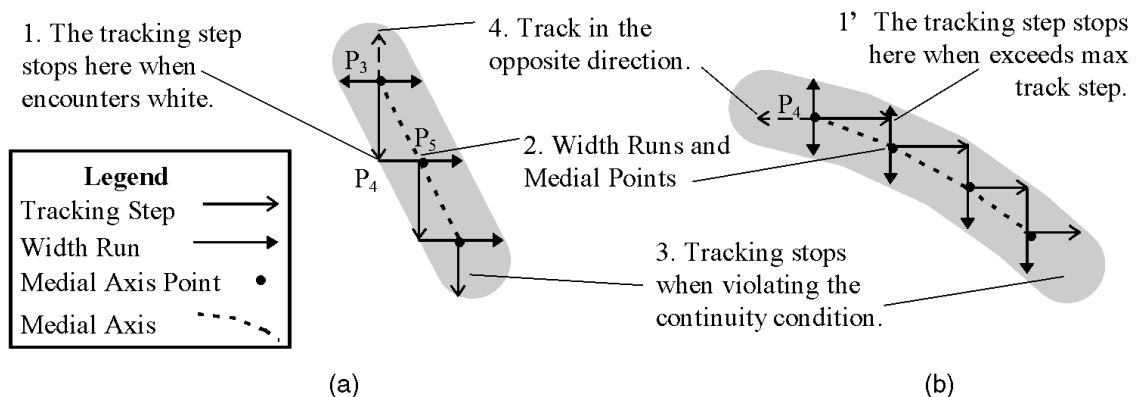 1. The tracking step
stops here when
encounters white.
4. Track in the
opposite direction.
1’ The tracking step stops
here when exceeds max
track step.
P3
P5
P4
P4
2. Width Runs and
Medial Points
3. Tracking stops
when violating the
continuity condition.
Legend
Tracking Step
Width Run
Medial Axis Point
Medial Axis
(a)
(b)